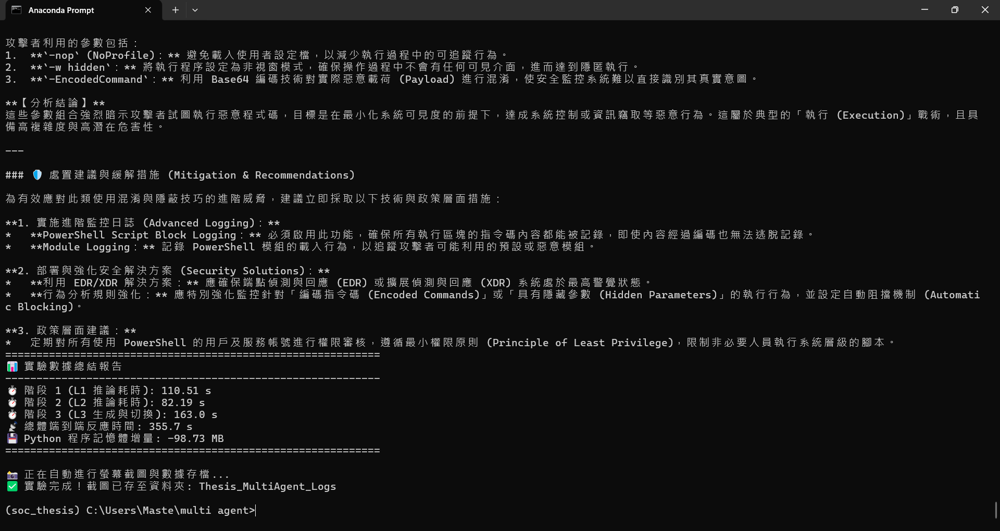 Anaconda Prompt
攻擊者利用的參數包括：
1.  **`-nop` (NoProfile)：** 避免載入使用者設定檔，以減少執行過程中的可追蹤行為。
2.  **`-w hidden`：** 將執行程序設定為非視窗模式，確保操作過程中不會有任何可見介面，進而達到隱匿執行。
3.  **`-EncodedCommand`：** 利用 Base64 編碼技術對實際惡意載荷 (Payload) 進行混淆，使安全監控系統難以直接識別其真實意圖。
**【分析結論】**
這些參數組合強烈暗示攻擊者試圖執行惡意程式碼，目標是在最小化系統可見度的前提下，達成系統控制或資訊竊取等惡意行為。這屬於典型的「執行 (Execution)」戰術，且具
備高複雜度與高潛在危害性。
---
### 🛡️ 處置建議與緩解措施 (Mitigation & Recommendations)
為有效應對此類使用混淆與隱蔽技巧的進階威脅，建議立即採取以下技術與政策層面措施：
**1. 實施進階監控日誌 (Advanced Logging)：**
*   **PowerShell Script Block Logging：** 必須啟用此功能，確保所有執行區塊的指令碼內容都能被記錄，即使內容經過編碼也無法逃脫記錄。
*   **Module Logging：** 記錄 PowerShell 模組的載入行為，以追蹤攻擊者可能利用的預設或惡意模組。
**2. 部署與強化安全解決方案 (Security Solutions)：**
*   **利用 EDR/XDR 解決方案：** 應確保端點偵測與回應 (EDR) 或擴展偵測與回應 (XDR) 系統處於最高警覺狀態。
*   **行為分析規則強化：** 應特別強化監控針對「編碼指令碼 (Encoded Commands)」或「具有隱藏參數 (Hidden Parameters)」的執行行為，並設定自動阻擋機制 (Automati
c Blocking)。
**3. 政策層面建議：**
*   定期對所有使用 PowerShell 的用戶及服務帳號進行權限審核，遵循最小權限原則 (Principle of Least Privilege)，限制非必要人員執行系統層級的腳本。
============================================================
📊 實驗數據總結報告
------------------------------------------------------------
⏱️ 階段 1 (L1 推論耗時): 110.51 s
⏱️ 階段 2 (L2 推論耗時): 82.19 s
⏱️ 階段 3 (L3 生成與切換): 163.0 s
📡 總體端到端反應時間: 355.7 s
💾 Python 程序記憶體增量: -98.73 MB
============================================================
📸 正在自動進行螢幕截圖與數據存檔...
✅ 實驗完成！截圖已存至資料夾: Thesis_MultiAgent_Logs
(soc_thesis) C:\Users\Maste\multi agent>